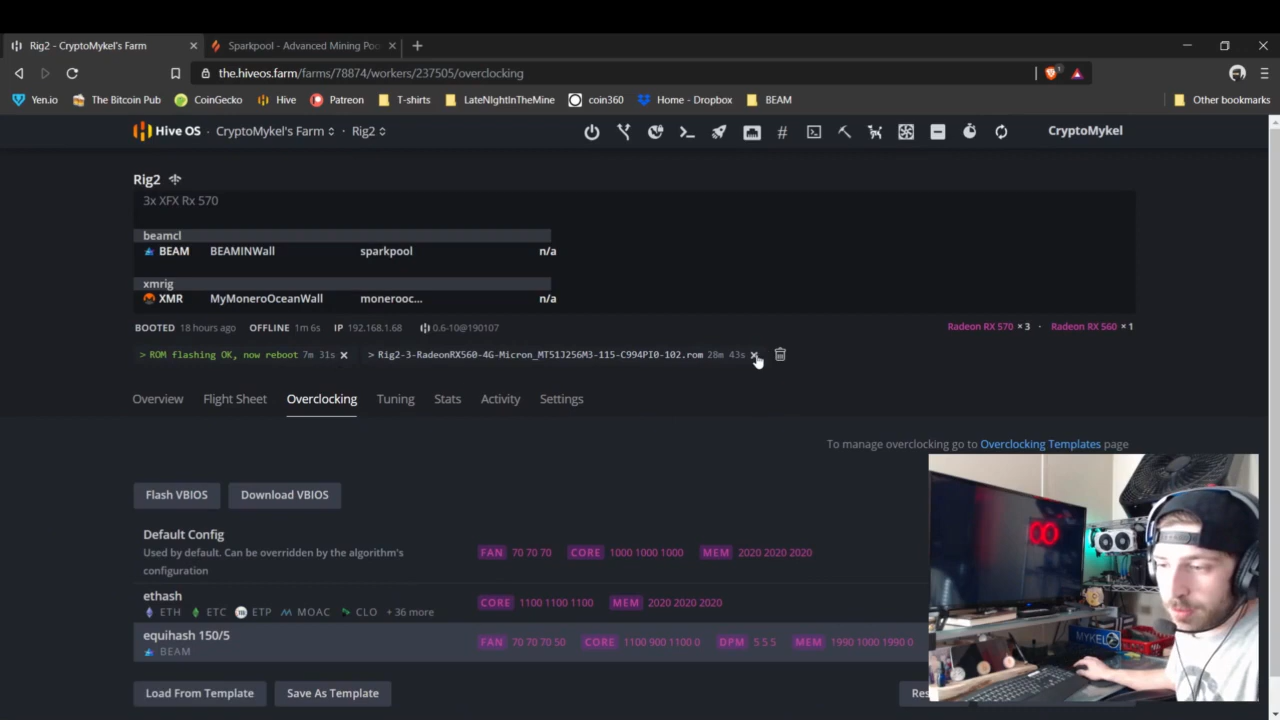 Rig2 - CryptoMykel's Farm
Sparkpool - Advanced Mining Poo
the.hiveos.farm/farms/78874/workers/237505/overclocking
1
Yen.io The Bitcoin Pub CoinGecko Hive Patreon T-shirts LateNIghtInTheMine coin360 Home - Dropbox BEAM Other bookmarks
Hive OS · CryptoMykel's Farm Rig2 CryptoMykel
Rig2
3x XFX Rx 570
beamcl
BEAM BEAMINWall sparkpool n/a
xmrig
XMR MyMoneroOceanWall monerooc... n/a
BOOTED 18 hours ago OFFLINE 1m 6s IP 192.168.1.68 0.6-10@190107 Radeon RX 570 × 3 · Radeon RX 560 × 1
> ROM flashing OK, now reboot 7m 31s > Rig2-3-RadeonRX560-4G-Micron_MT51J256M3-115-C994PI0-102.rom 28m 43s
Overview Flight Sheet Overclocking Tuning Stats Activity Settings
To manage overclocking go to Overclocking Templates page
Flash VBIOS Download VBIOS
Default Config
Used by default. Can be overridden by the algorithm's
configuration
FAN 70 70 70 CORE 1000 1000 1000 MEM 2020 2020 2020
ethash
ETH ETC ETP MOAC CLO + 36 more
CORE 1100 1100 1100 MEM 2020 2020 2020
equihash 150/5
BEAM
FAN 70 70 70 50 CORE 1100 900 1100 0 DPM 5 5 5 MEM 1990 1000 1990 0
Load From Template Save As Template Res
MYKEL